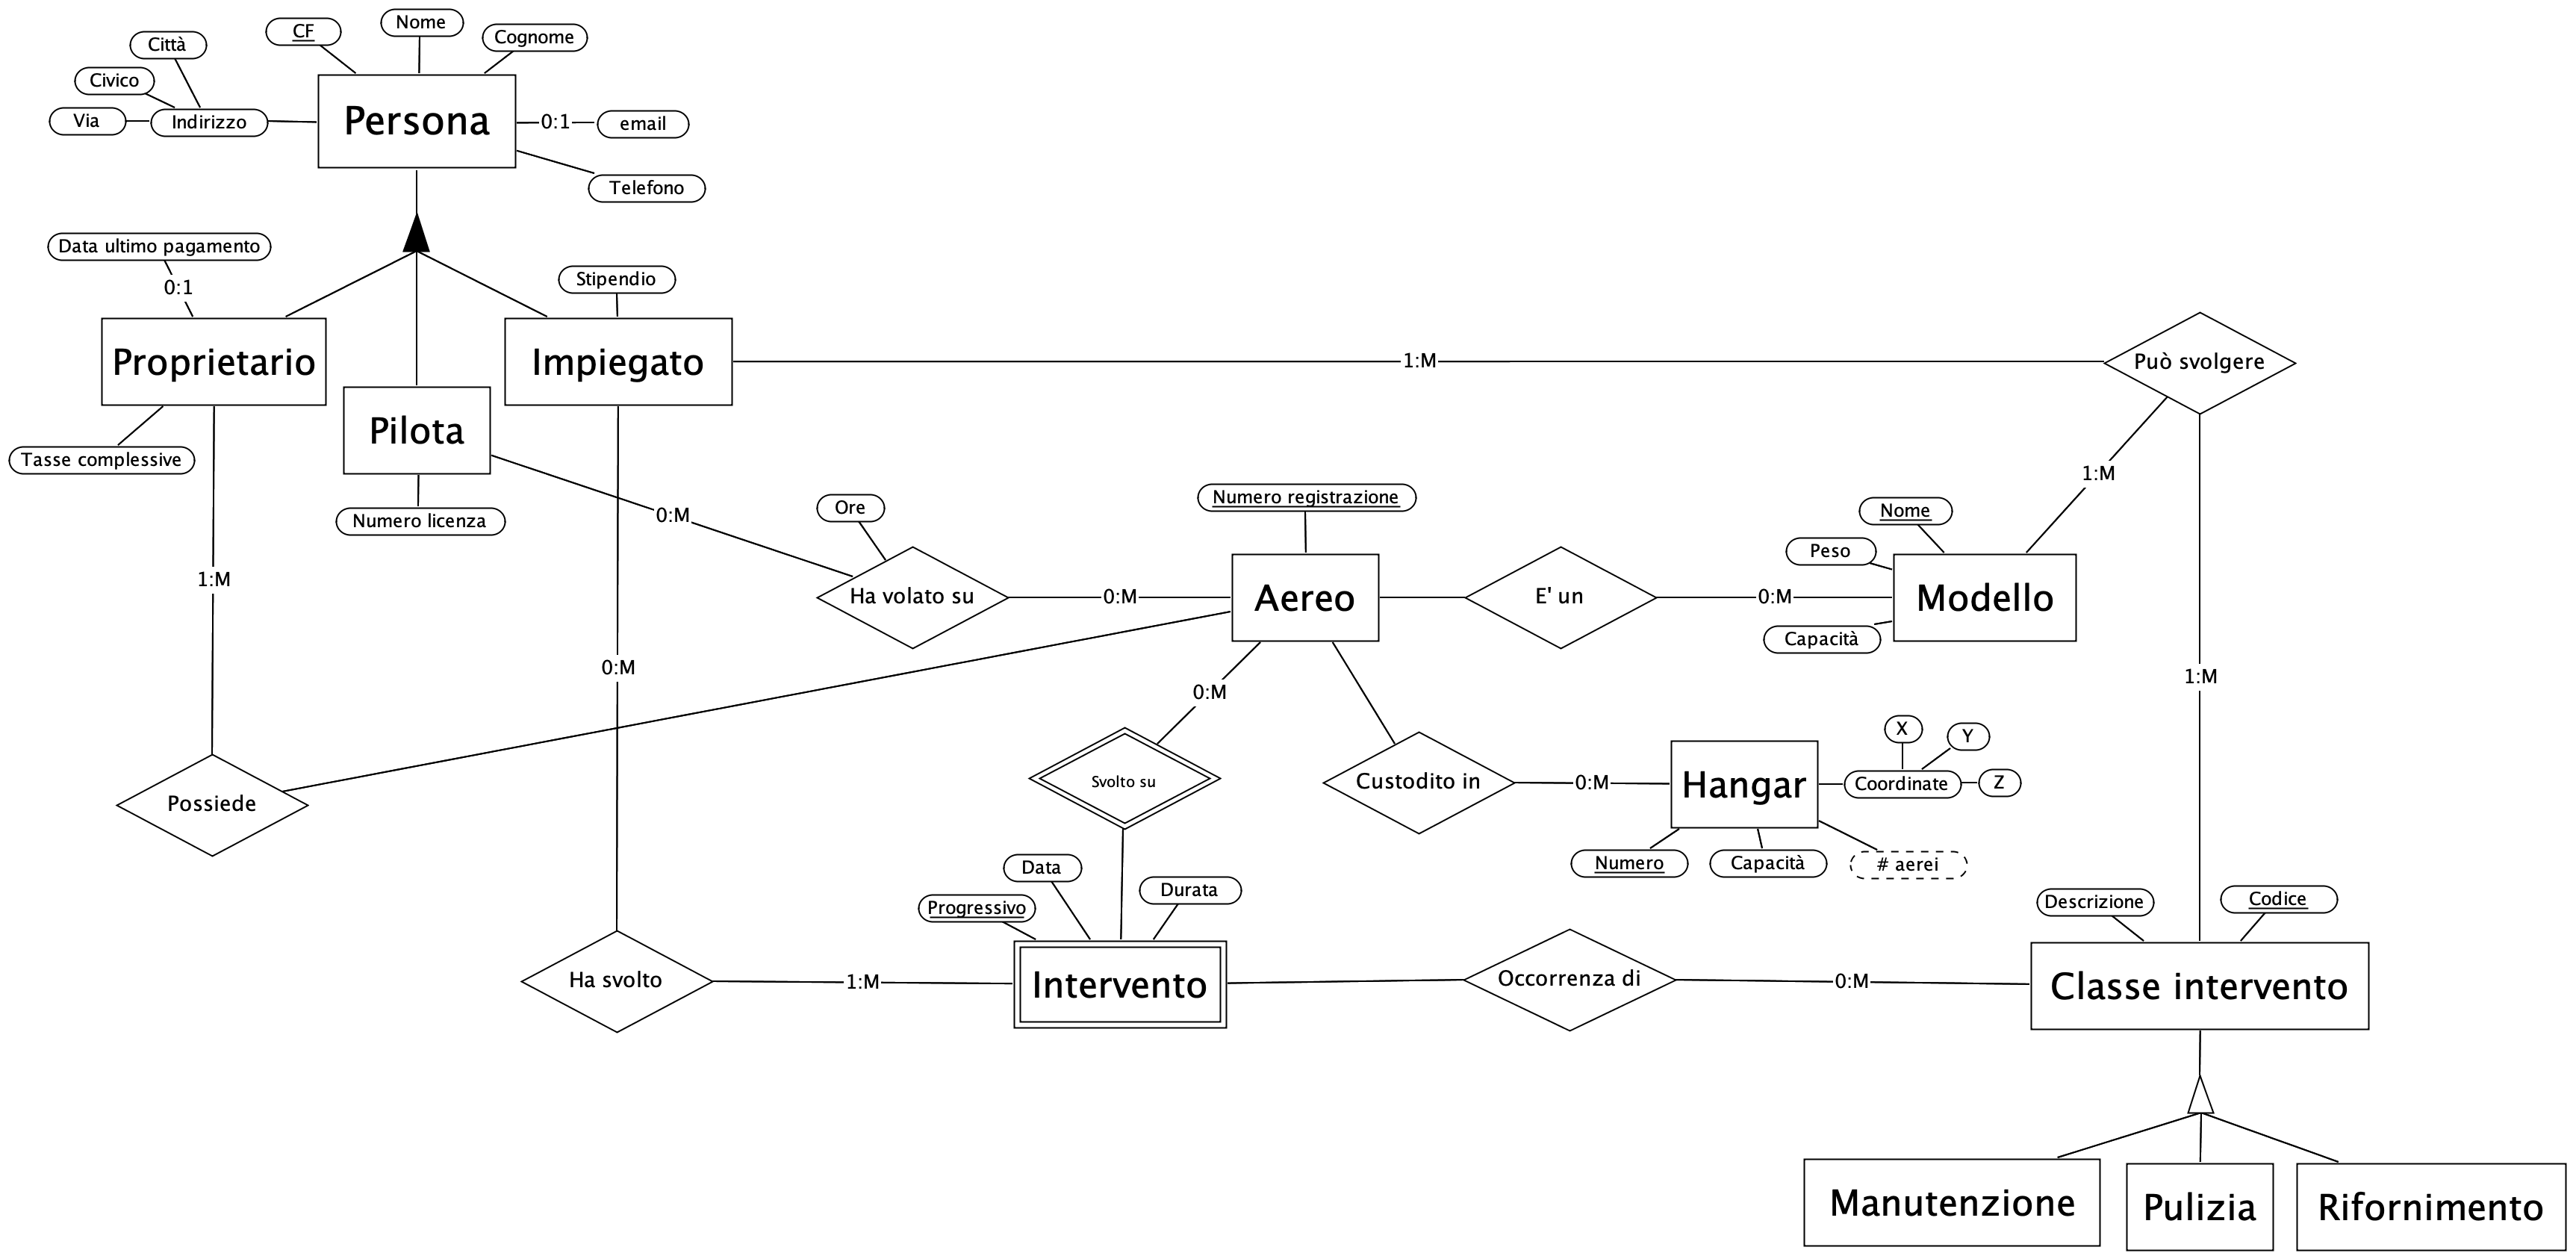 Nome
CF
Cognome
Città
Civico
Via
Indirizzo
Persona
0:1
email
Telefono
Data ultimo pagamento
0:1
Stipendio
Proprietario
Impiegato
1:M
Può svolgere
Pilota
Tasse complessive
Numero licenza
0:M
Ore
Numero registrazione
1:M
Nome
Peso
1:M
Ha volato su
0:M
Aereo
E' un
0:M
Modello
Capacità
0:M
0:M
1:M
Possiede
Svolto su
Custodito in
0:M
Hangar
X
Y
Coordinate
Z
Numero
Capacità
# aerei
Data
Durata
Progressivo
Descrizione
Codice
Ha svolto
1:M
Intervento
Occorrenza di
0:M
Classe intervento
Manutenzione
Pulizia
Rifornimento